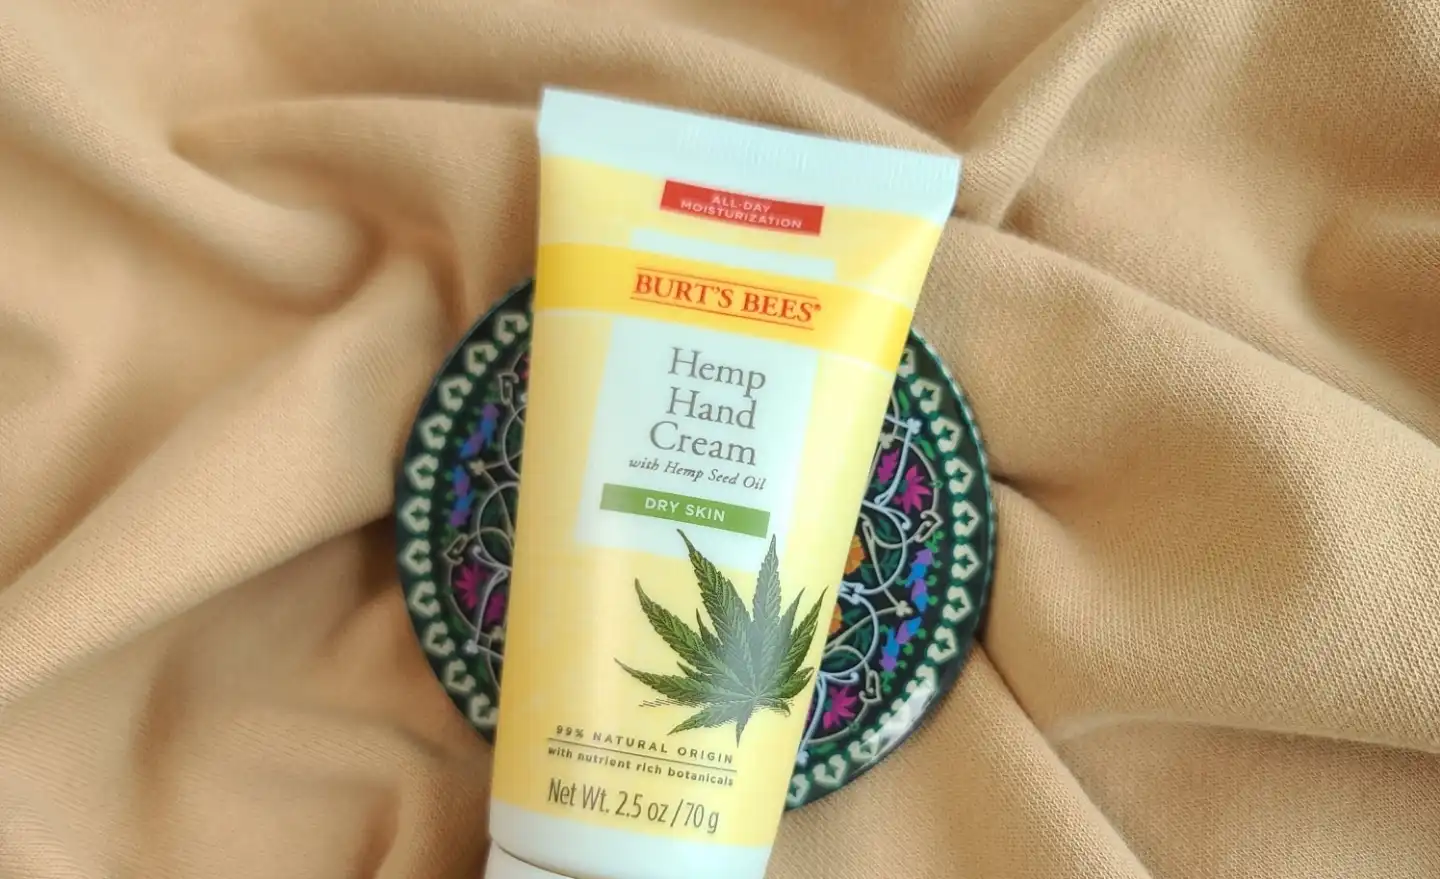 ALL-DAY
MOISTURIZATION
BURT'S BEES®
Hemp
Hand
Cream
with Hemp Seed Oil
DRY SKIN
99% NATURAL ORIGIN
with nutrient rich botanicals
Net Wt. 2.5 oz / 70 g